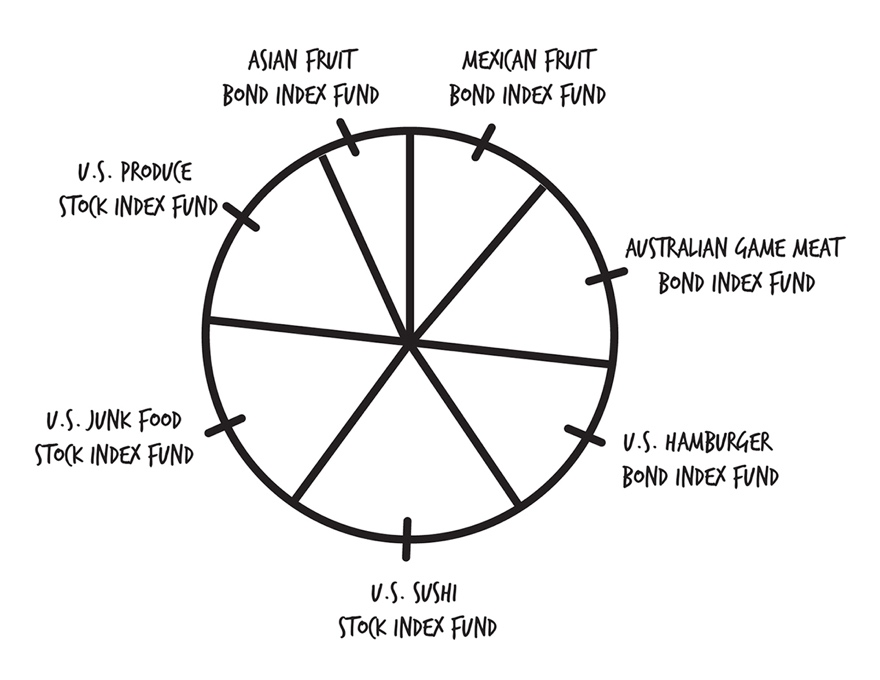 ASIAN FRUIT
BOND INDEX FUND
MEXICAN FRUIT
BOND INDEX FUND
U.S. PRODUCE
STOCK INDEX FUND
AUSTRALIAN GAME MEAT
BOND INDEX FUND
U.S. JUNK FOOD
STOCK INDEX FUND
U.S. HAMBURGER
BOND INDEX FUND
U.S. SUSHI
STOCK INDEX FUND